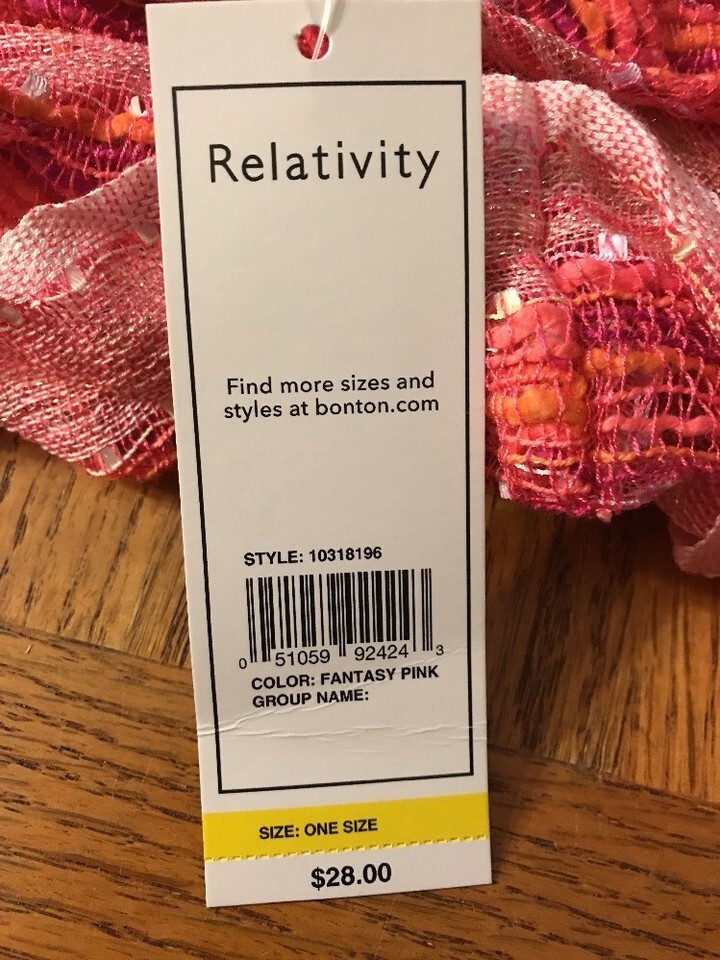 Relativity
Find more sizes and
styles at bonton.com
STYLE: 10318196
0 51059 92424 3
COLOR: FANTASY PINK
GROUP NAME:
SIZE: ONE SIZE
$28.00